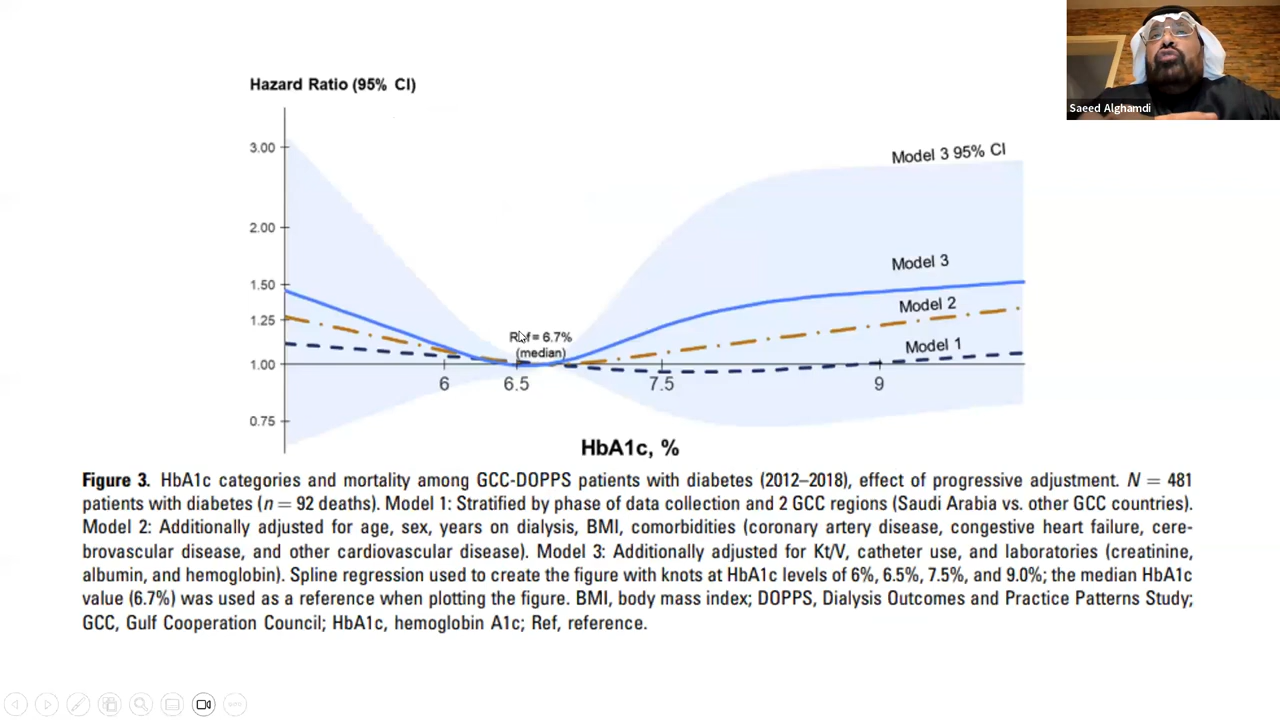 Saeed Alghamdi
Hazard Ratio (95% CI)
3.00
2.00
1.50
1.25
1.00
0.75
Model 3 95% CI
Model 3
Model 2
Model 1
Ref = 6.7%
(median)
6
6.5
7.5
9
HbA1c, %
Figure 3. HbA1c categories and mortality among GCC-DOPPS patients with diabetes (2012–2018), effect of progressive adjustment. N = 481
patients with diabetes (n = 92 deaths). Model 1: Stratified by phase of data collection and 2 GCC regions (Saudi Arabia vs. other GCC countries).
Model 2: Additionally adjusted for age, sex, years on dialysis, BMI, comorbidities (coronary artery disease, congestive heart failure, cere-
brovascular disease, and other cardiovascular disease). Model 3: Additionally adjusted for Kt/V, catheter use, and laboratories (creatinine,
albumin, and hemoglobin). Spline regression used to create the figure with knots at HbA1c levels of 6%, 6.5%, 7.5%, and 9.0%; the median HbA1c
value (6.7%) was used as a reference when plotting the figure. BMI, body mass index; DOPPS, Dialysis Outcomes and Practice Patterns Study;
GCC, Gulf Cooperation Council; HbA1c, hemoglobin A1c; Ref, reference.